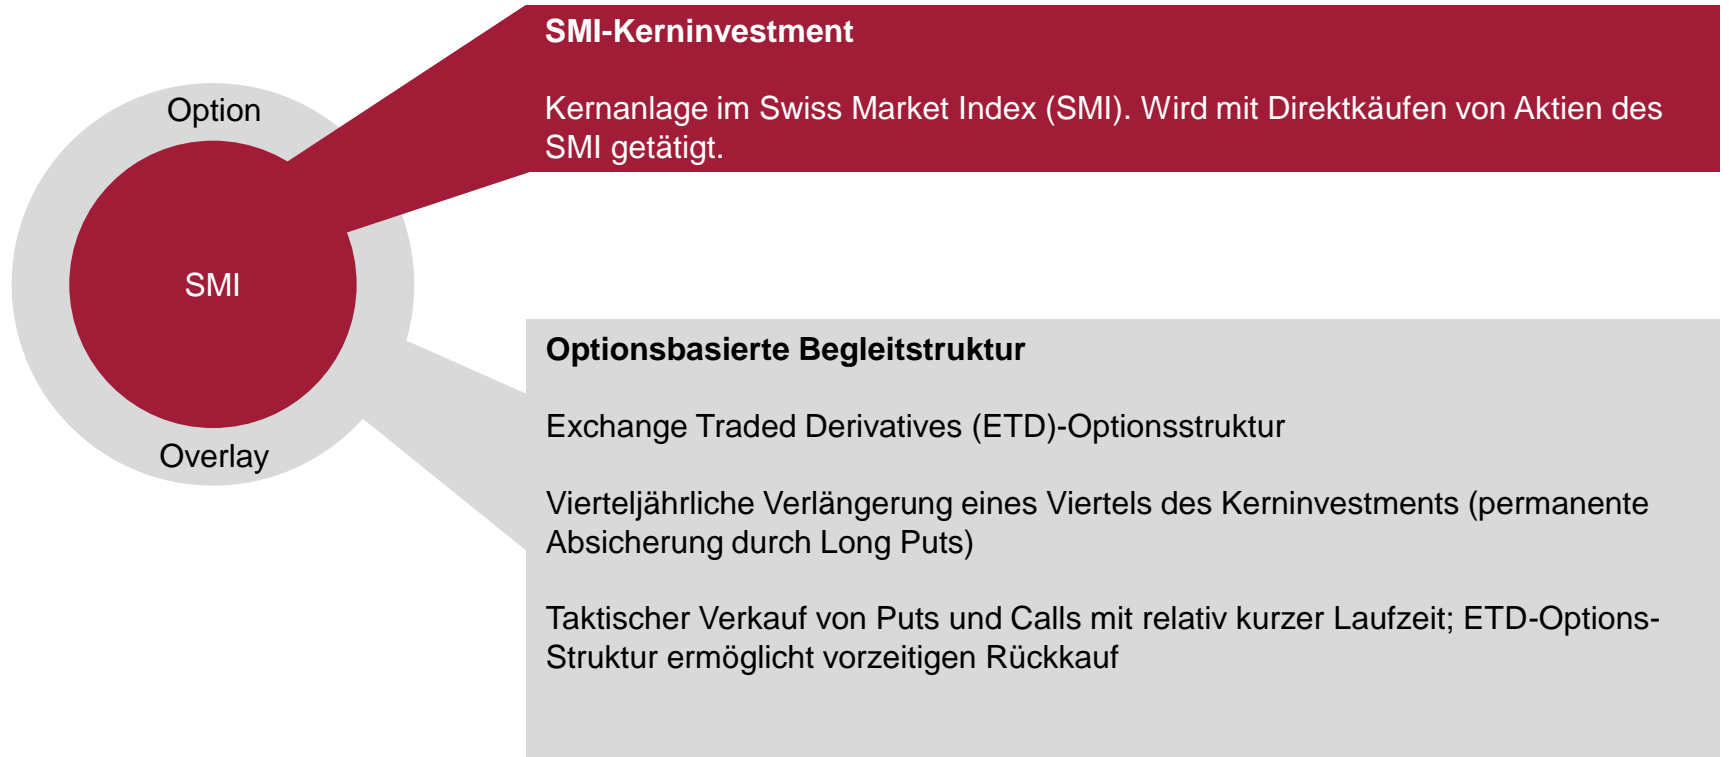 Option
SMI
Overlay
SMI-Kerninvestment
Kernanlage im Swiss Market Index (SMI). Wird mit Direktkäufen von Aktien des
SMI getätigt.
Optionsbasierte Begleitstruktur
Exchange Traded Derivatives (ETD)-Optionsstruktur
Vierteljährliche Verlängerung eines Viertels des Kerninvestments (permanente
Absicherung durch Long Puts)
Taktischer Verkauf von Puts und Calls mit relativ kurzer Laufzeit; ETD-Options-
Struktur ermöglicht vorzeitigen Rückkauf